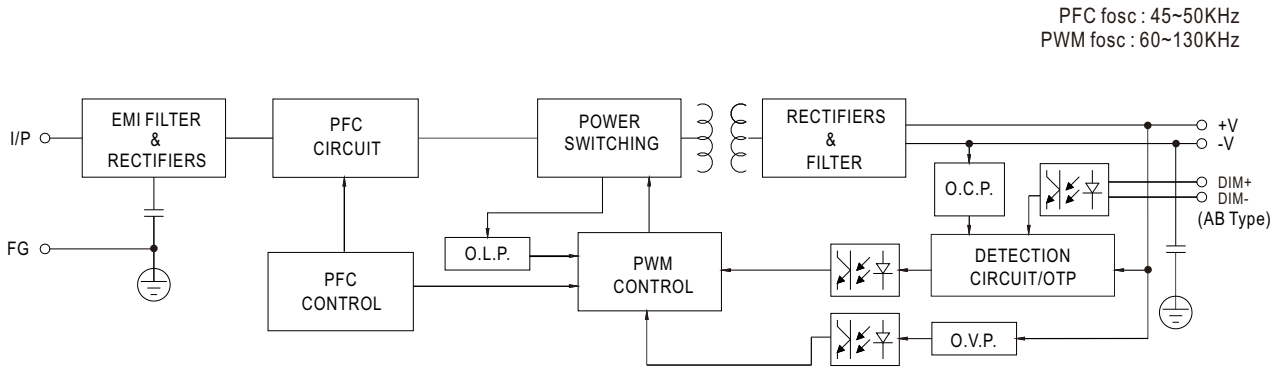 PFC fosc : 45~50KHz
PWM fosc : 60~130KHz
I/P
EMI FILTER
&
RECTIFIERS
PFC
CIRCUIT
POWER
SWITCHING
RECTIFIERS
&
FILTER
+V
-V
O.C.P.
DIM+
DIM-
(AB Type)
FG
O.L.P.
PFC
CONTROL
PWM
CONTROL
DETECTION
CIRCUIT/OTP
O.V.P.